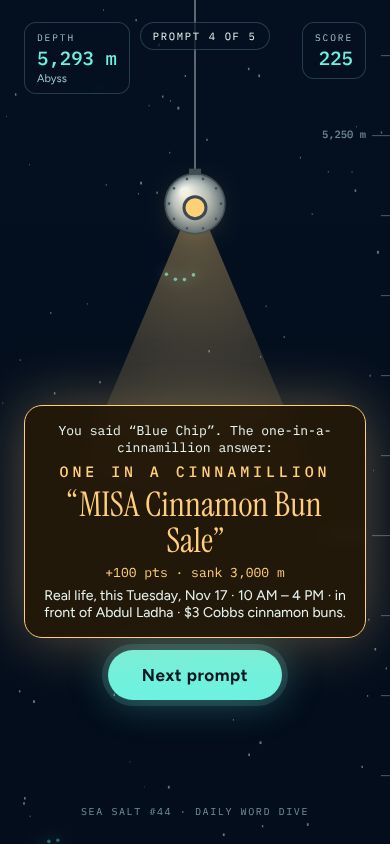 DEPTH
5,293 m
Abyss
PROMPT 4 OF 5
SCORE
225
5,250 m
You said “Blue Chip”. The one-in-a-
cinnamillion answer:
ONE IN A CINNAMILLION
“MISA Cinnamon Bun
Sale”
+100 pts · sank 3,000 m
Real life, this Tuesday, Nov 17 · 10 AM – 4 PM · in
front of Abdul Ladha · $3 Cobbs cinnamon buns.
Next prompt
SEA SALT #44 · DAILY WORD DIVE